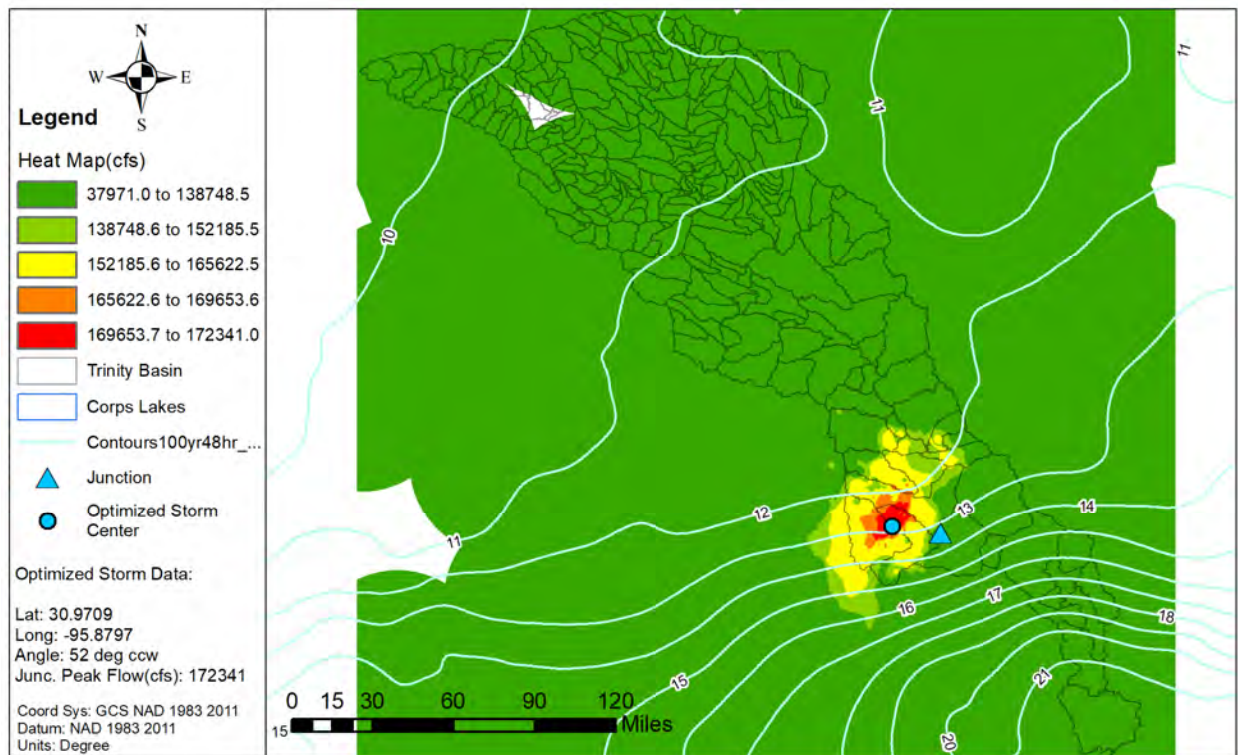 N
W E
S
Legend
Heat Map(cfs)
37971.0 to 138748.5
138748.6 to 152185.5
152185.6 to 165622.5
165622.6 to 169653.6
169653.7 to 172341.0
Trinity Basin
Corps Lakes
Contours100yr48hr_...
Junction
Optimized Storm
Center
Optimized Storm Data:
Lat: 30.9709
Long: -95.8797
Angle: 52 deg ccw
Junc. Peak Flow(cfs): 172341
Coord Sys: GCS NAD 1983 2011
Datum: NAD 1983 2011
Units: Degree
11
11
10
12
13
14
11
16
17
18
15
21
20
15
0 15 30 60 90 120
Miles